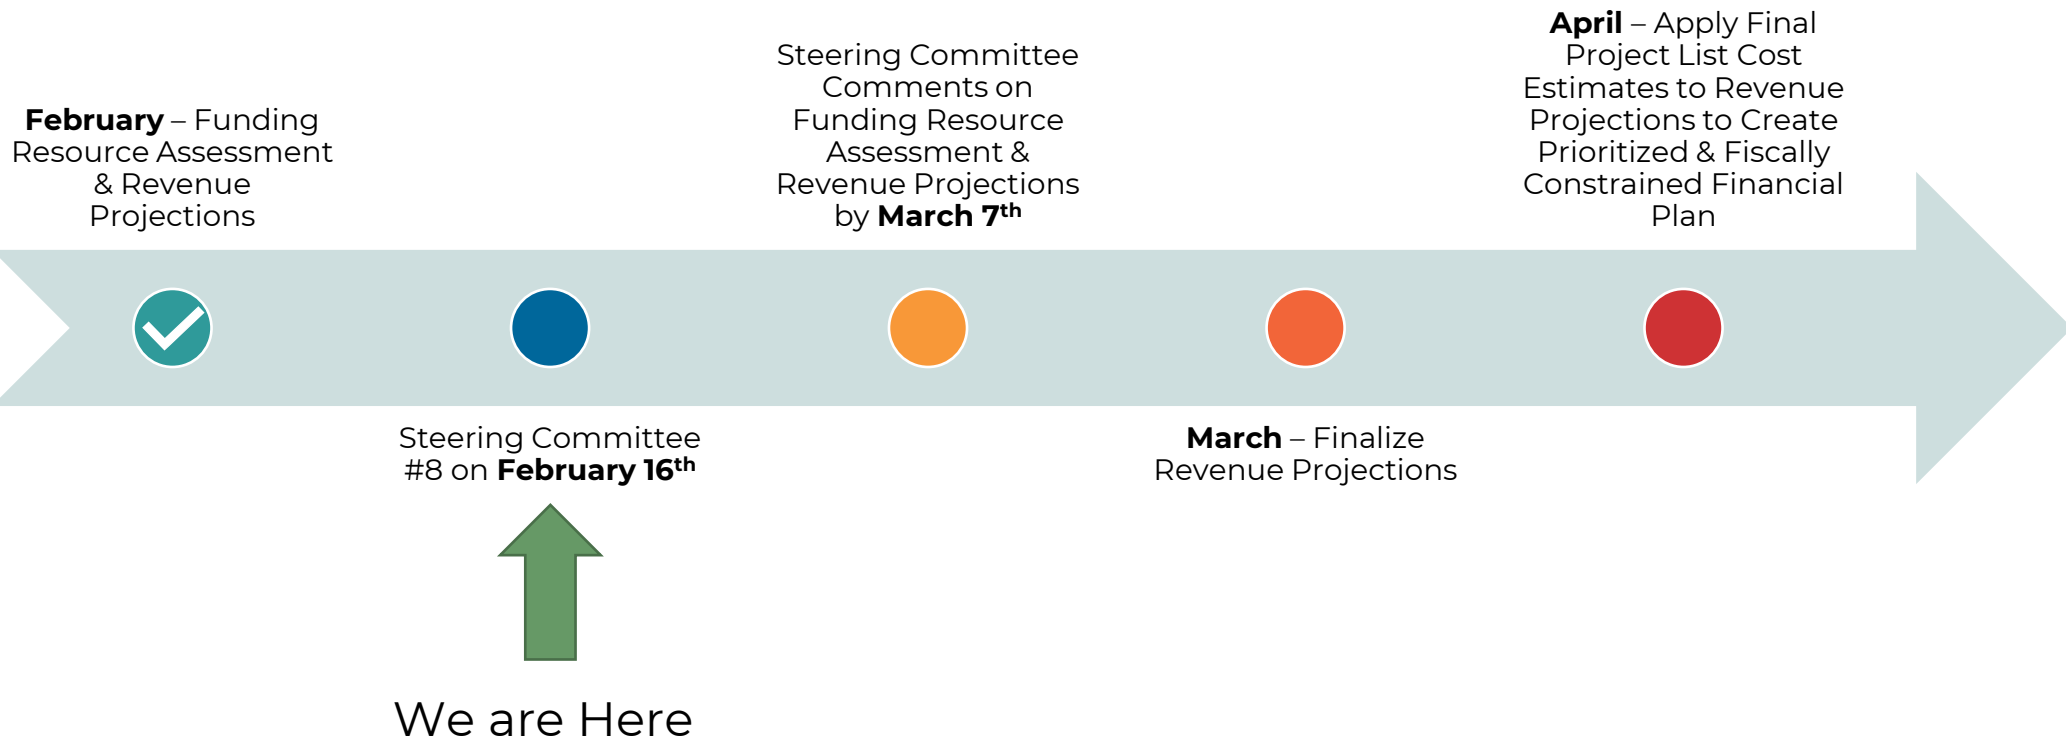 February – Funding
Resource Assessment
& Revenue
Projections
Steering Committee
#8 on February 16th
We are Here
Steering Committee
Comments on
Funding Resource
Assessment &
Revenue Projections
by March 7th
March – Finalize
Revenue Projections
April – Apply Final
Project List Cost
Estimates to Revenue
Projections to Create
Prioritized & Fiscally
Constrained Financial
Plan